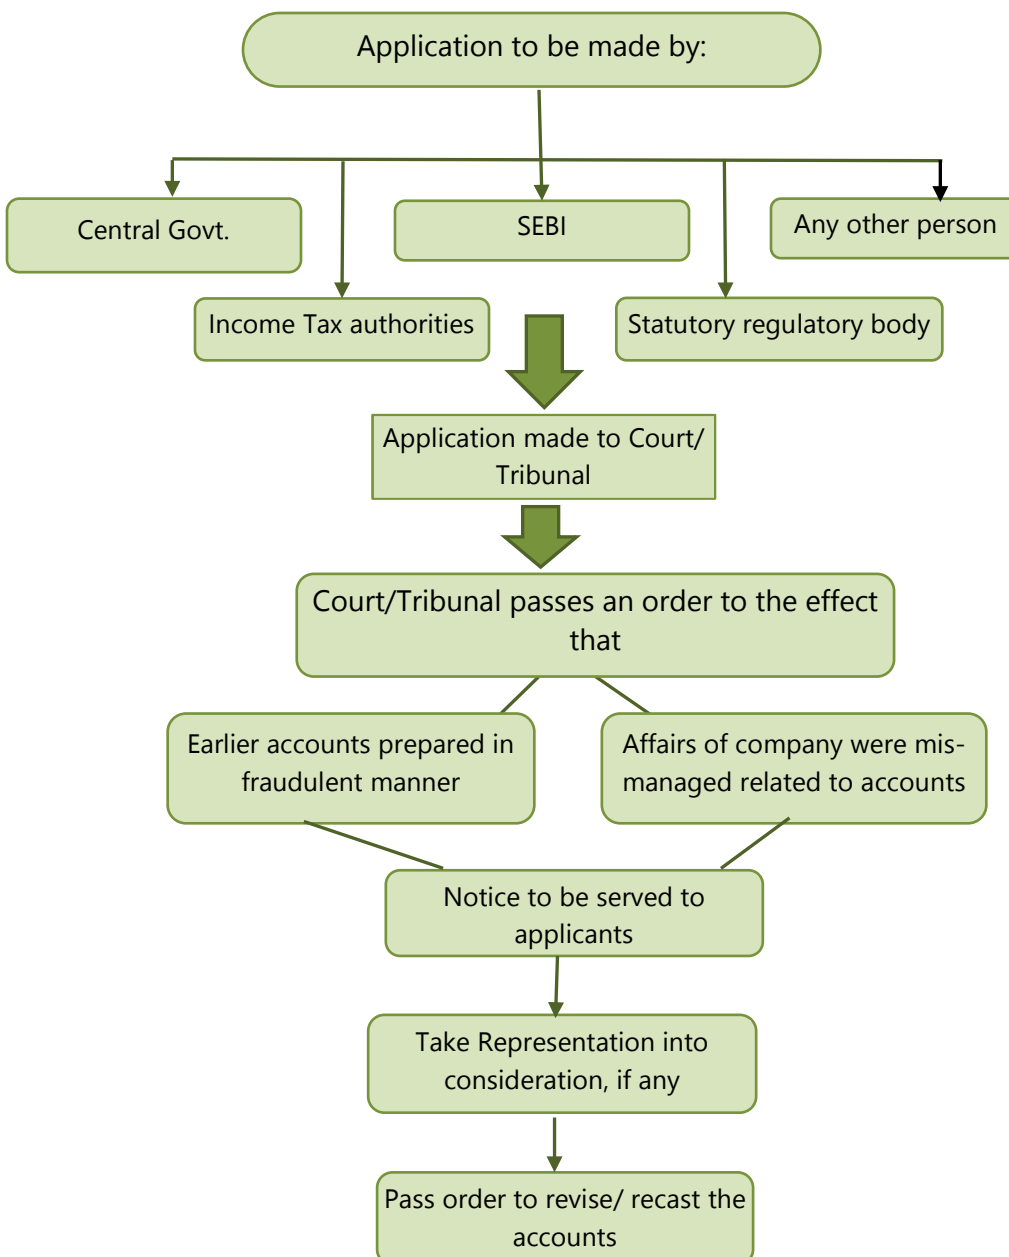 Application to be made by:
Central Govt.
SEBI
Any other person
Income Tax authorities
Statutory regulatory body
Application made to Court/
Tribunal
Court/Tribunal passes an order to the effect
that
Earlier accounts prepared in
fraudulent manner
Affairs of company were mis-
managed related to accounts
Notice to be served to
applicants
Take Representation into
consideration, if any
Pass order to revise/ recast the
accounts